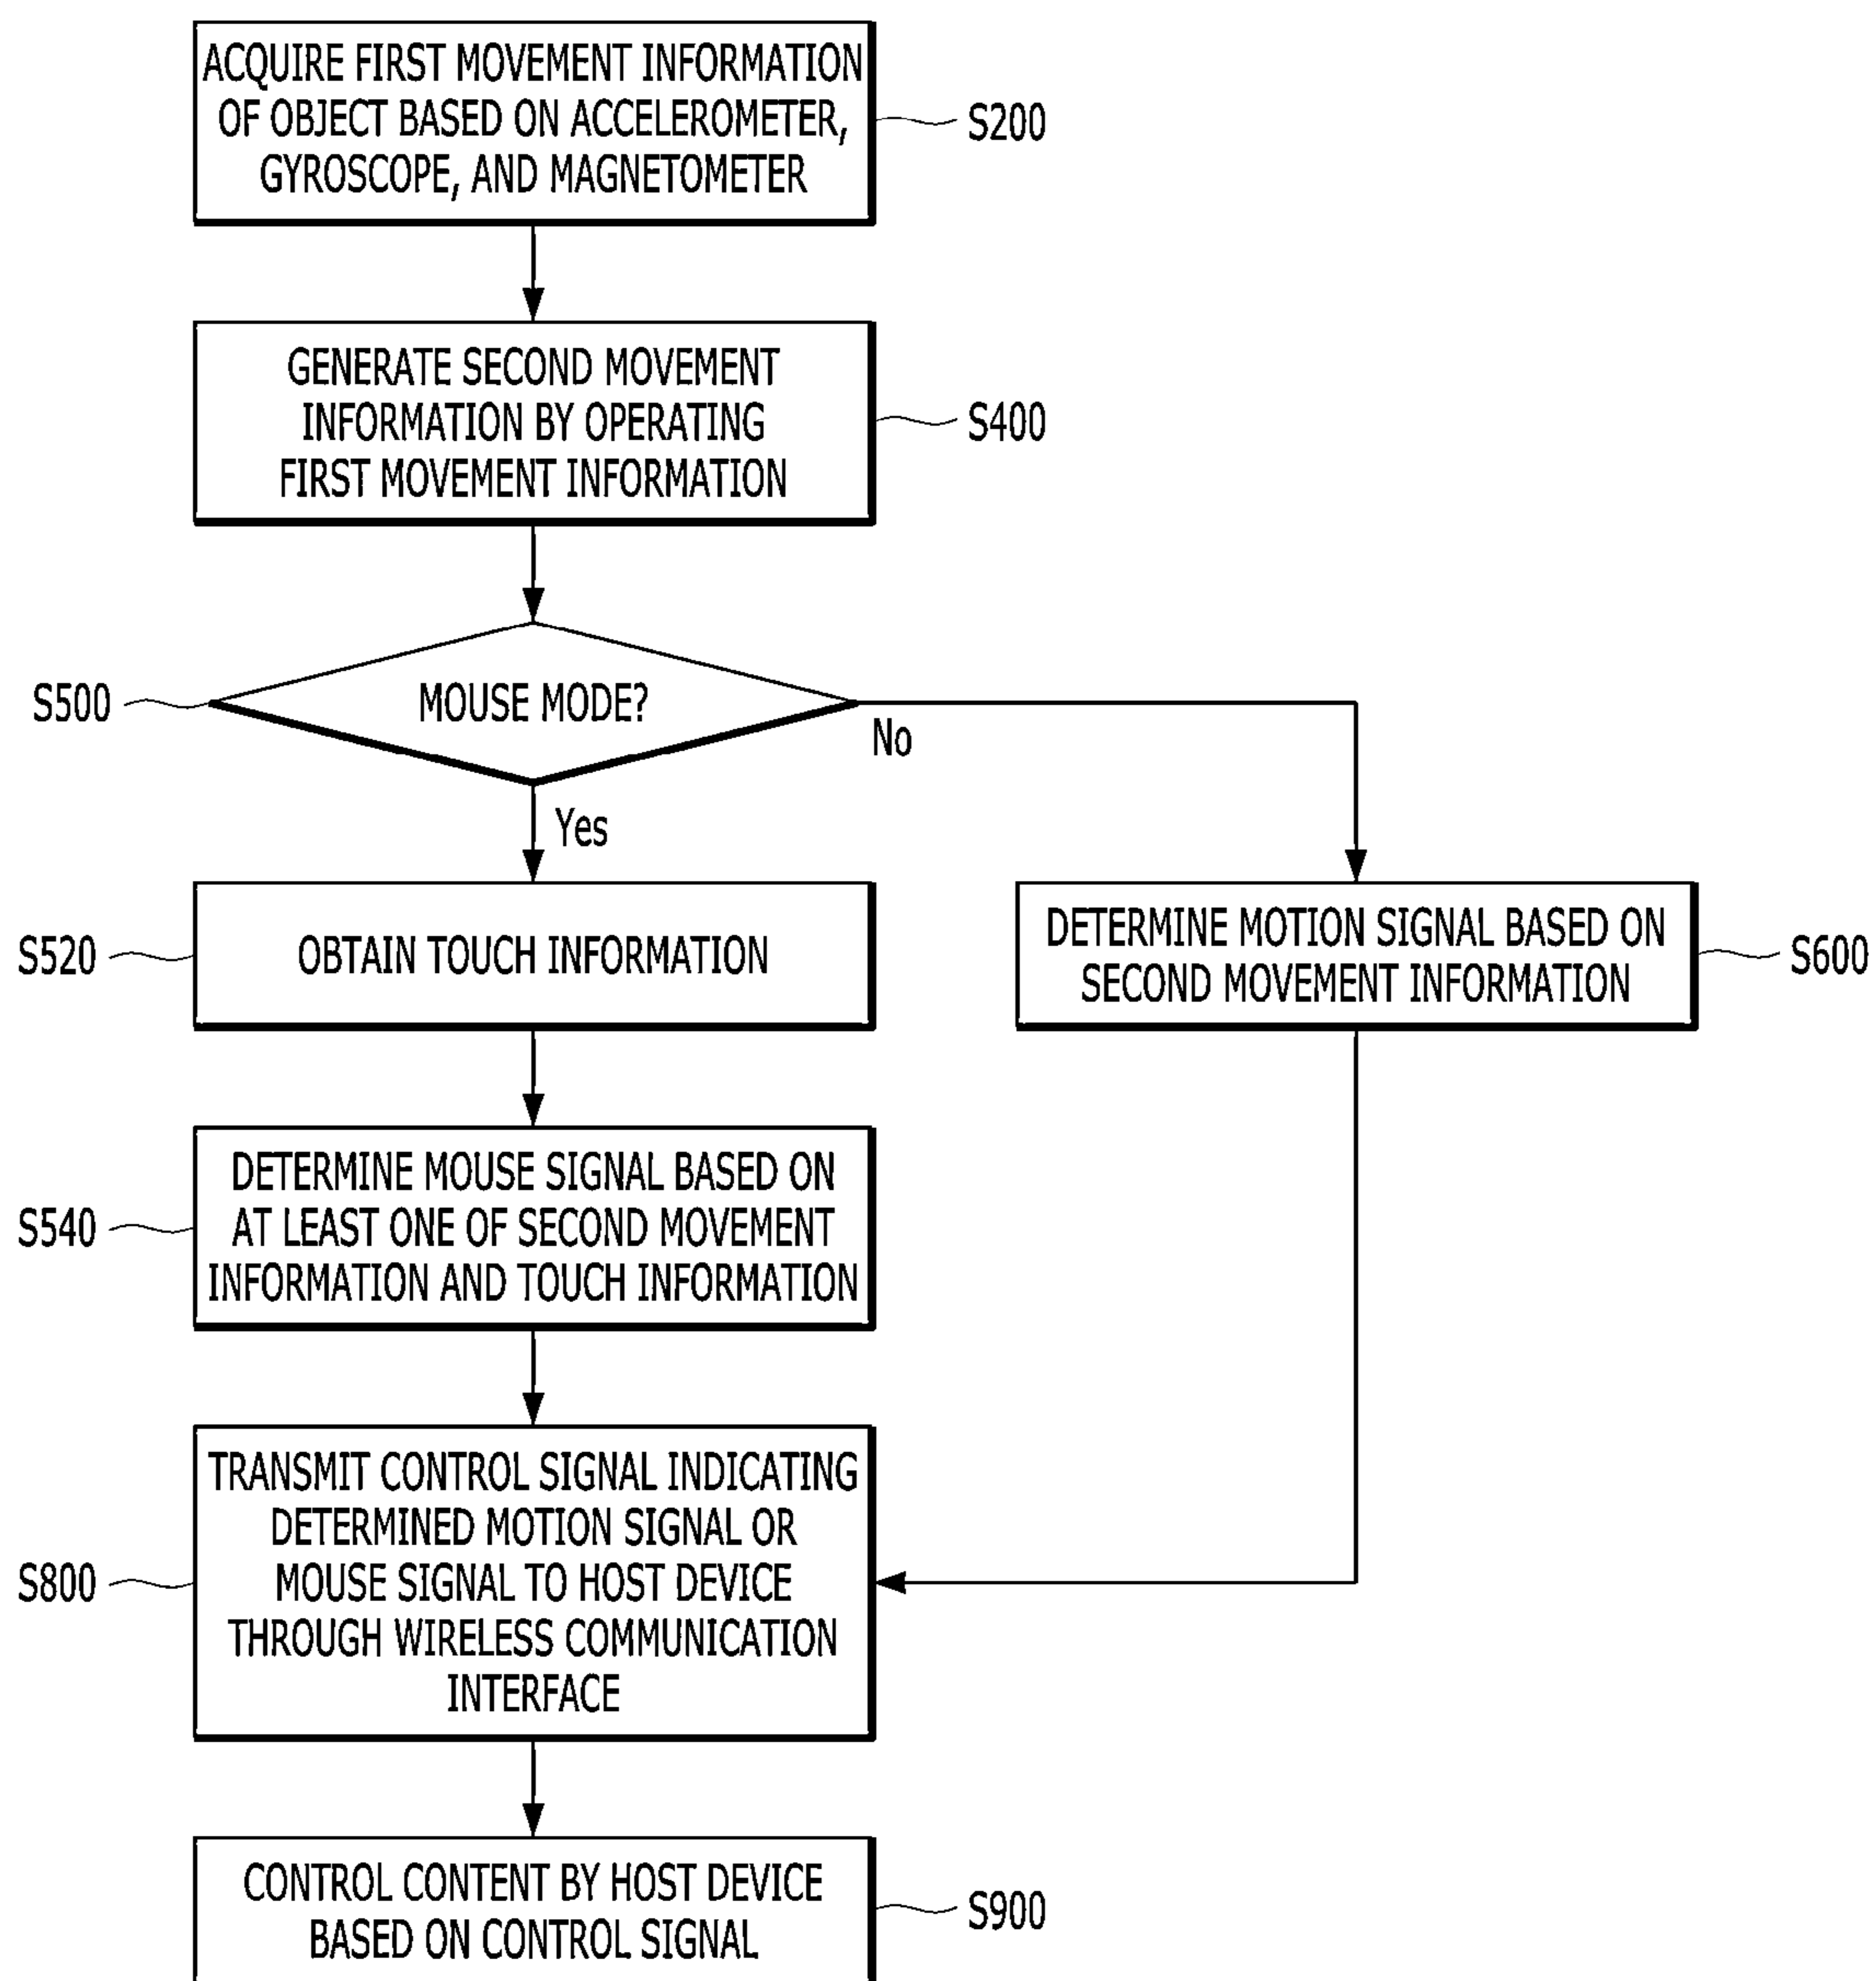 ACQUIRE FIRST MOVEMENT INFORMATION
OF OBJECT BASED ON ACCELEROMETER,
GYROSCOPE, AND MAGNETOMETER
S200
GENERATE SECOND MOVEMENT
INFORMATION BY OPERATING
FIRST MOVEMENT INFORMATION
S400
S500
MOUSE MODE?
No
Yes
S520
OBTAIN TOUCH INFORMATION
DETERMINE MOTION SIGNAL BASED ON
SECOND MOVEMENT INFORMATION
S600
S540
DETERMINE MOUSE SIGNAL BASED ON
AT LEAST ONE OF SECOND MOVEMENT
INFORMATION AND TOUCH INFORMATION
S800
TRANSMIT CONTROL SIGNAL INDICATING
DETERMINED MOTION SIGNAL OR
MOUSE SIGNAL TO HOST DEVICE
THROUGH WIRELESS COMMUNICATION
INTERFACE
CONTROL CONTENT BY HOST DEVICE
BASED ON CONTROL SIGNAL
S900